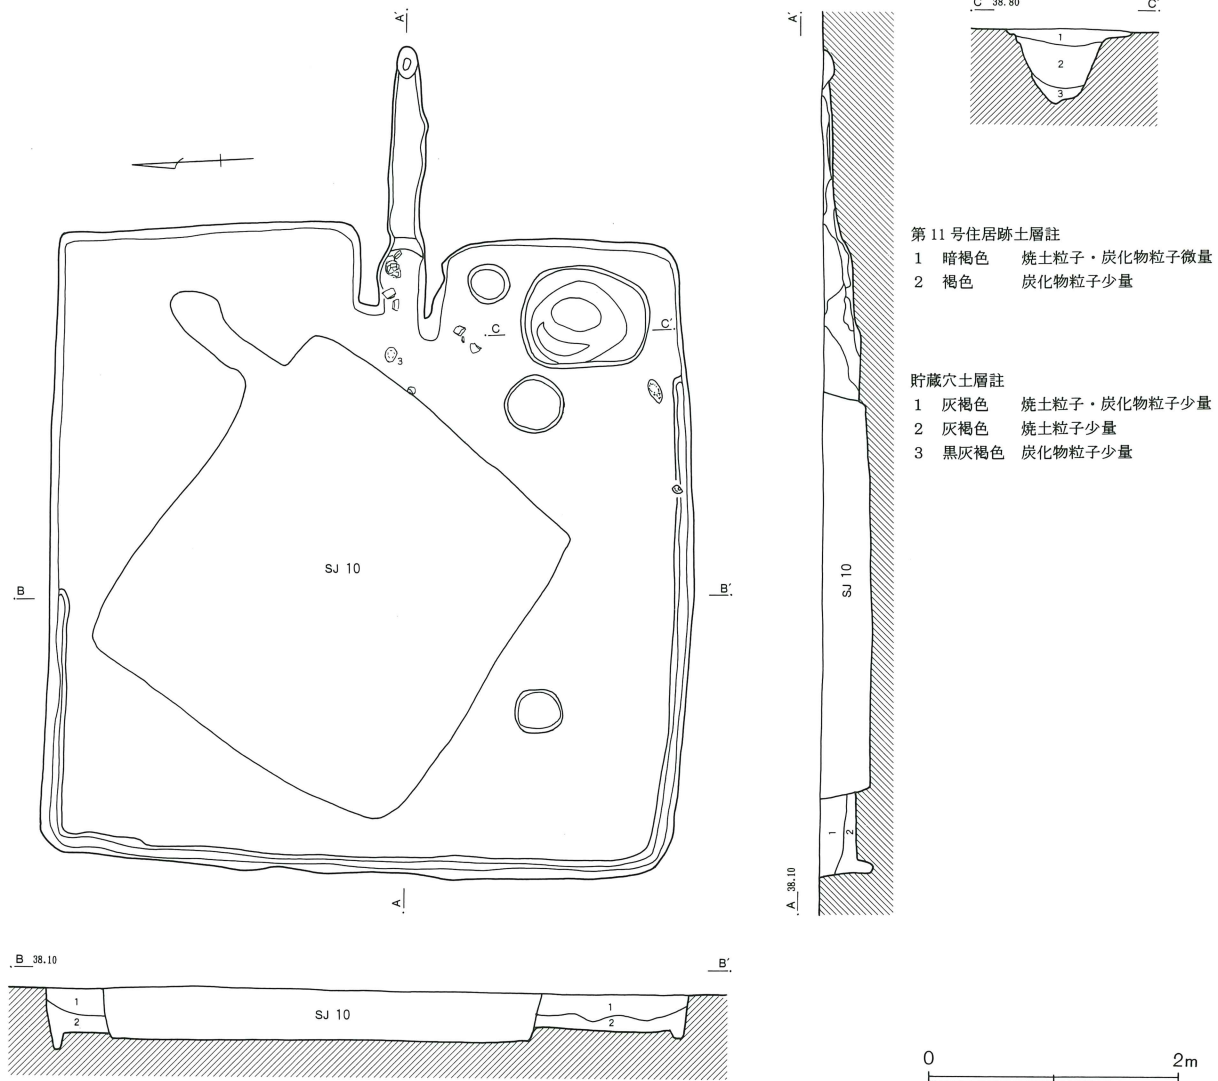 A′
A′
C 38.80
C′
1
2
3
第11号住居跡土層註
1 暗褐色 焼土粒子・炭化物粒子微量
2 褐色 炭化物粒子少量
C
C′
3
貯蔵穴土層註
1 灰褐色 焼土粒子・炭化物粒子少量
2 灰褐色 焼土粒子少量
3 黒灰褐色 炭化物粒子少量
SJ 10
SJ 10
B
B′
1
2
A
A 38.10
B 38.10
B′
1
2
SJ 10
1
2
0
2m